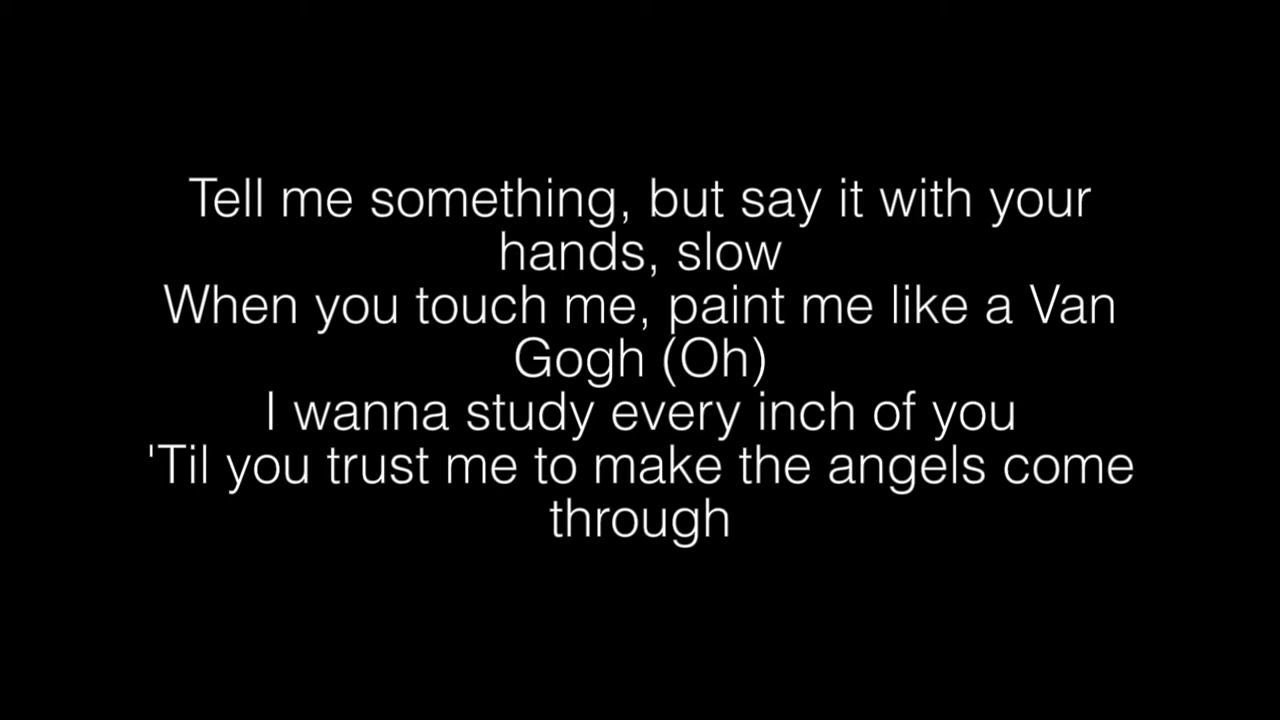 Tell me something, but say it with your
hands, slow
When you touch me, paint me like a Van
Gogh (Oh)
I wanna study every inch of you
'Til you trust me to make the angels come
through